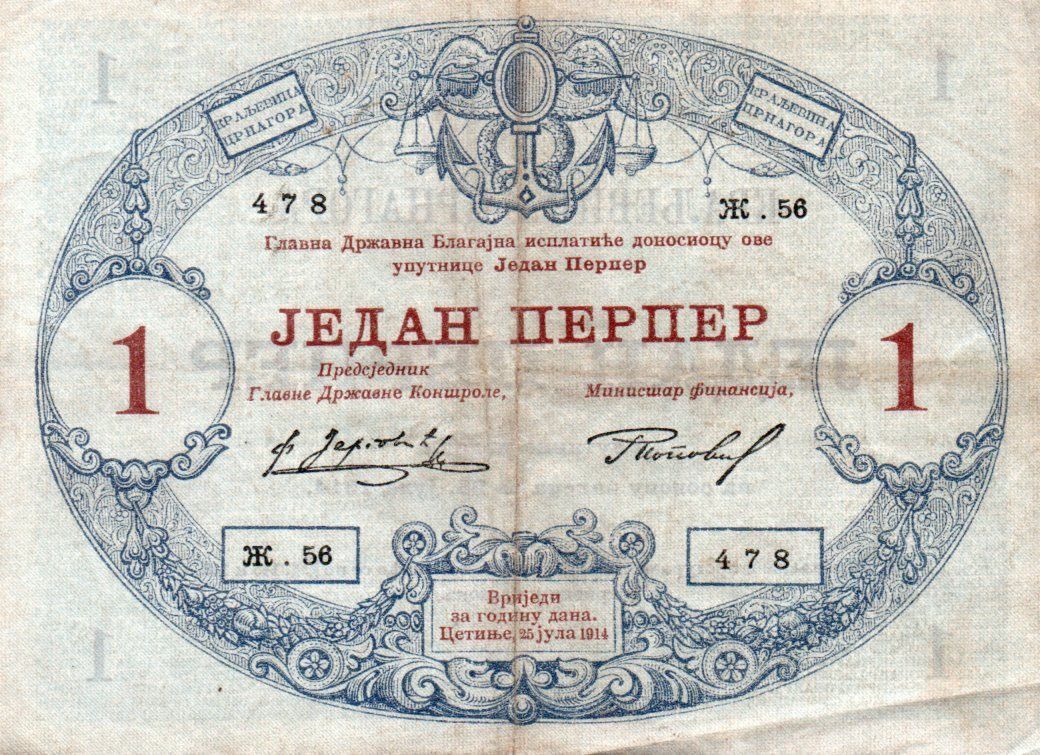 КРАЉЕВИНА
ЦРНАГОРА
КРАЉЕВИНА
ЦРНАГОРА
478
Ж.56
Главна Државна Благајна исплатиће доносиоцу ове
упутнице Један Перпер
ЈЕДАН ПЕРПЕР
1
1
Предсједник
Главне Државне Контроле,
Министар финансија,
Ж.56
478
Вриједи
за годину дана.
Цетиње, 25 јула 1914